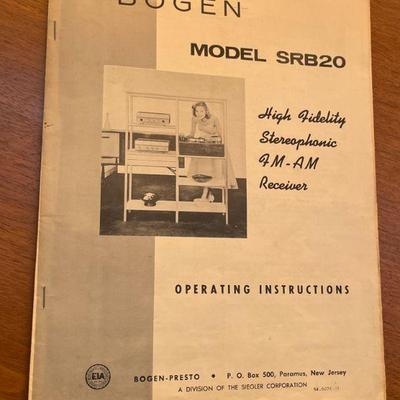 BOGEN
MODEL SRB20
High Fidelity
Stereophonic
FM-AM
Receiver
OPERATING INSTRUCTIONS
EIA
BOGEN-PRESTO • P. O. Box 500, Paramus, New Jersey
A DIVISION OF THE SIEGLER CORPORATION